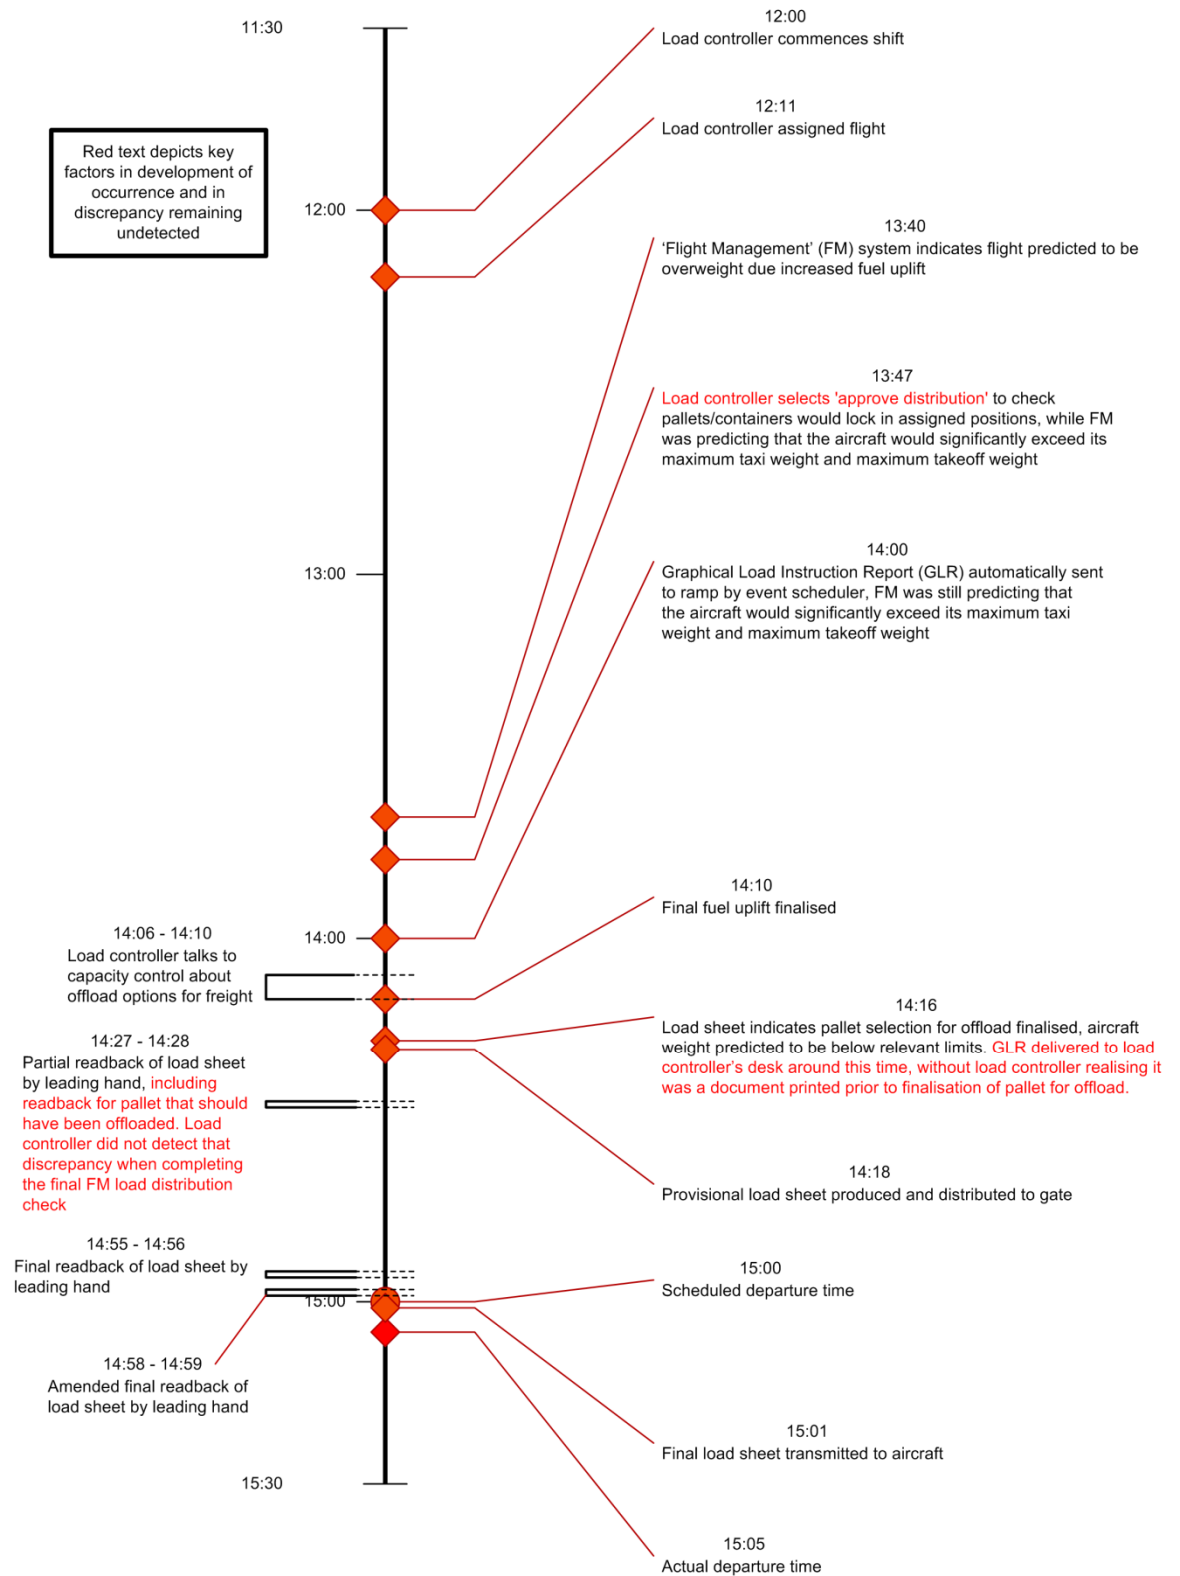 11:30
12:00
Load controller commences shift
12:11
Load controller assigned flight
Red text depicts key
factors in development of
occurrence and in
discrepancy remaining
undetected
12:00
13:40
‘Flight Management’ (FM) system indicates flight predicted to be
overweight due increased fuel uplift
13:47
Load controller selects 'approve distribution' to check
pallets/containers would lock in assigned positions, while FM
was predicting that the aircraft would significantly exceed its
maximum taxi weight and maximum takeoff weight
13:00
14:00
Graphical Load Instruction Report (GLR) automatically sent
to ramp by event scheduler, FM was still predicting that
the aircraft would significantly exceed its maximum taxi
weight and maximum takeoff weight
14:10
Final fuel uplift finalised
14:06 - 14:10
Load controller talks to
capacity control about
offload options for freight
14:00
14:16
Load sheet indicates pallet selection for offload finalised, aircraft
weight predicted to be below relevant limits. GLR delivered to load
controller’s desk around this time, without load controller realising it
was a document printed prior to finalisation of pallet for offload.
14:27 - 14:28
Partial readback of load sheet
by leading hand, including
readback for pallet that should
have been offloaded. Load
controller did not detect that
discrepancy when completing
the final FM load distribution
check
14:18
Provisional load sheet produced and distributed to gate
14:55 - 14:56
Final readback of load sheet by
leading hand
15:00
15:00
Scheduled departure time
14:58 - 14:59
Amended final readback of
load sheet by leading hand
15:01
Final load sheet transmitted to aircraft
15:30
15:05
Actual departure time